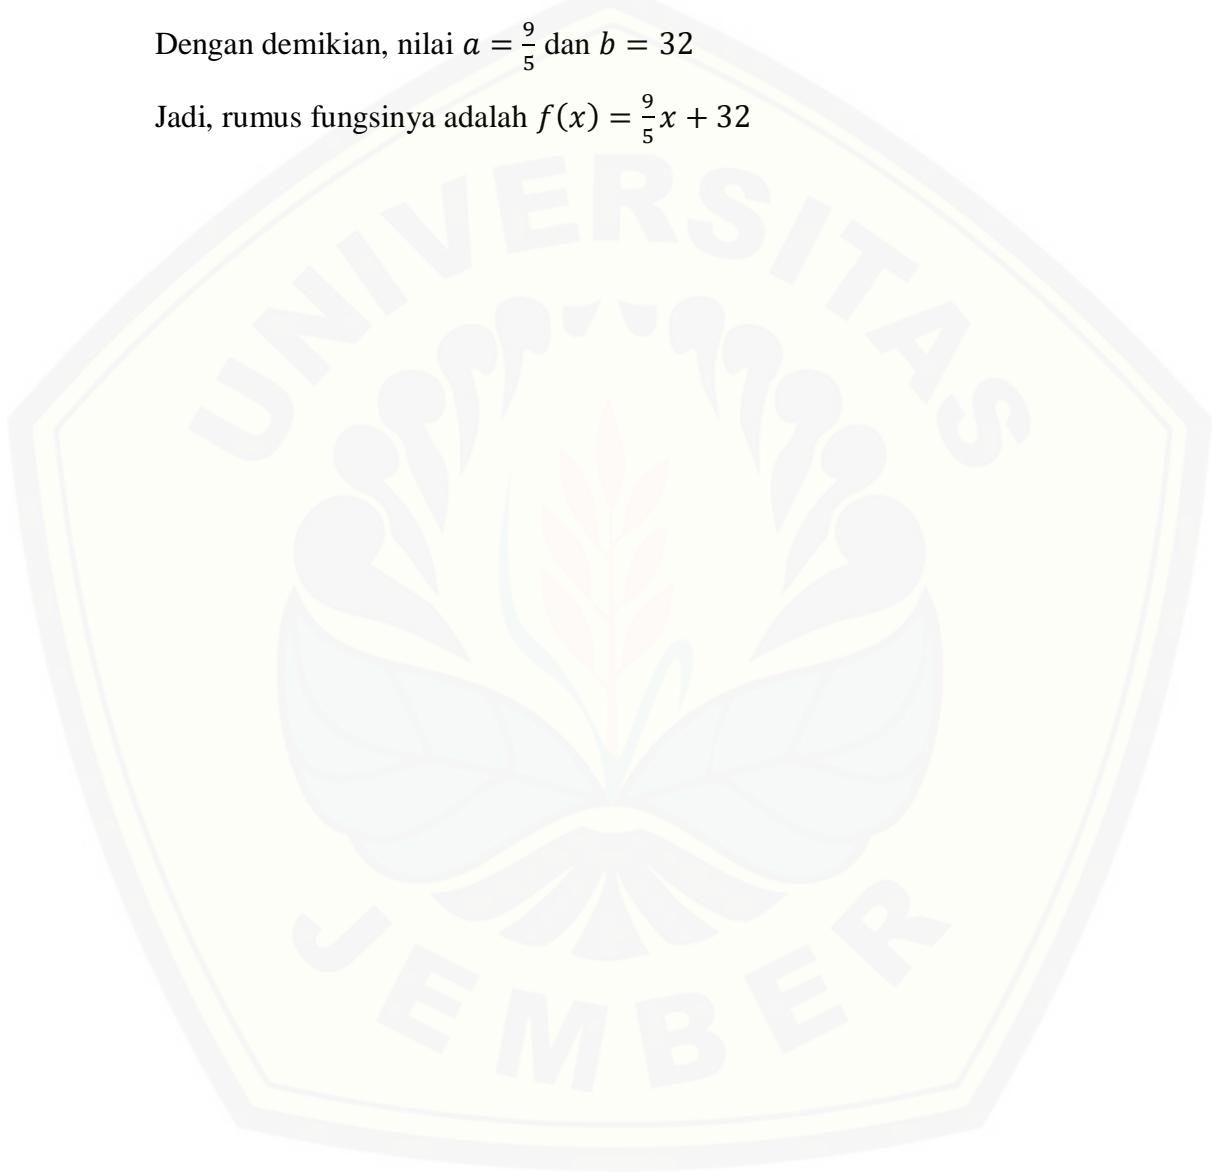 Dengan demikian, nilai a = 9/5 dan b = 32
Jadi, rumus fungsinya adalah f(x) = 9/5 x + 32
UNIVERSITAS
JEMBER